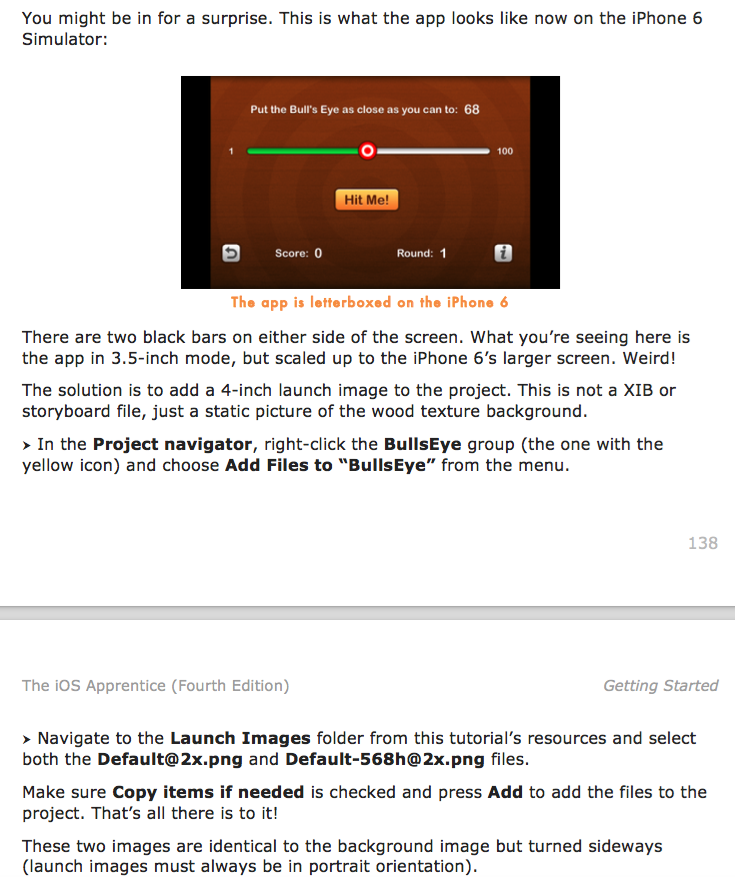 You might be in for a surprise. This is what the app looks like now on the iPhone 6
Simulator:
Put the Bull's Eye as close as you can to: 68
1 100
Hit Me!
Score: 0 Round: 1
The app is letterboxed on the iPhone 6
There are two black bars on either side of the screen. What you’re seeing here is
the app in 3.5-inch mode, but scaled up to the iPhone 6’s larger screen. Weird!
The solution is to add a 4-inch launch image to the project. This is not a XIB or
storyboard file, just a static picture of the wood texture background.
➤ In the Project navigator, right-click the BullsEye group (the one with the
yellow icon) and choose Add Files to “BullsEye” from the menu.
138
The iOS Apprentice (Fourth Edition) Getting Started
➤ Navigate to the Launch Images folder from this tutorial’s resources and select
both the Default@2x.png and Default-568h@2x.png files.
Make sure Copy items if needed is checked and press Add to add the files to the
project. That’s all there is to it!
These two images are identical to the background image but turned sideways
(launch images must always be in portrait orientation).